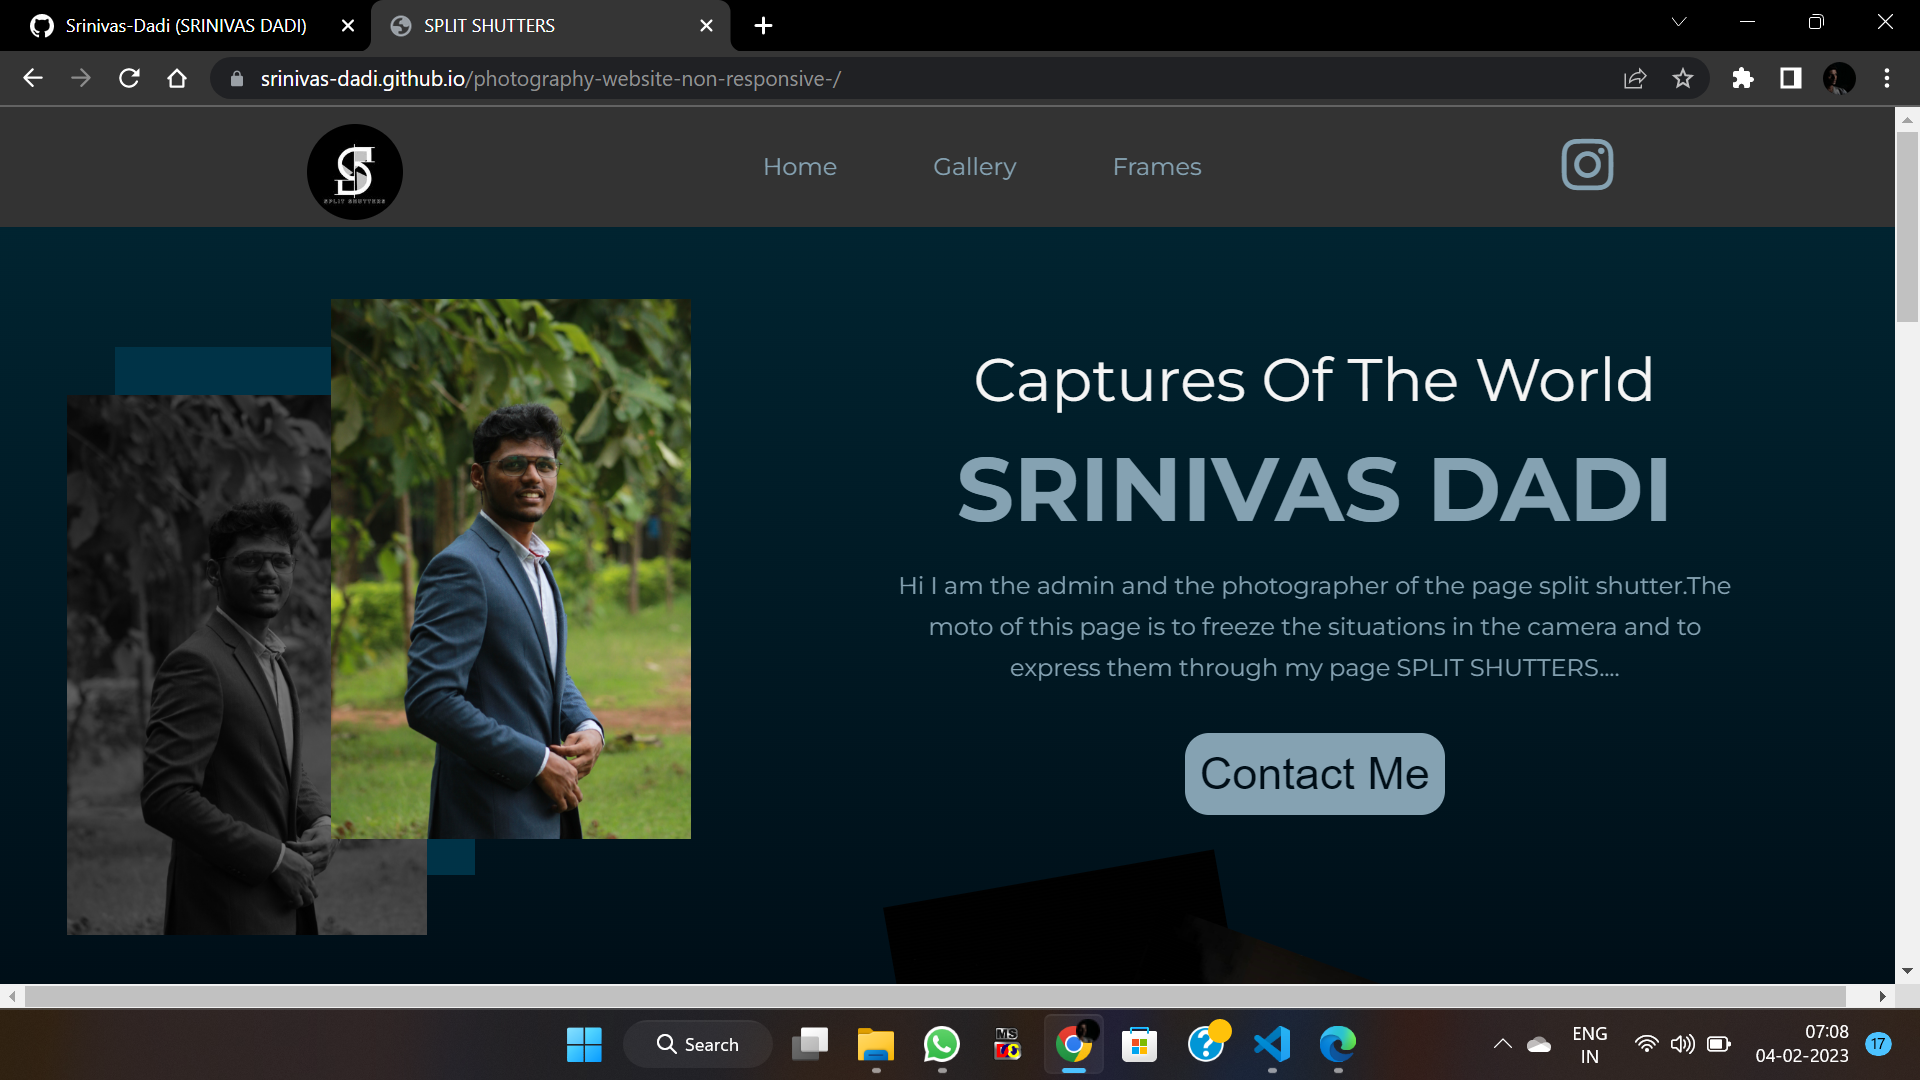 Srinivas-Dadi (SRINIVAS DADI)
SPLIT SHUTTERS
srinivas-dadi.github.io/photography-website-non-responsive-/
S
SPLIT SHUTTERS
Home
Gallery
Frames
Captures Of The World
SRINIVAS DADI
Hi I am the admin and the photographer of the page split shutter.The
moto of this page is to freeze the situations in the camera and to
express them through my page SPLIT SHUTTERS....
Contact Me
Search
MS
ENG
IN
07:08
04-02-2023
17